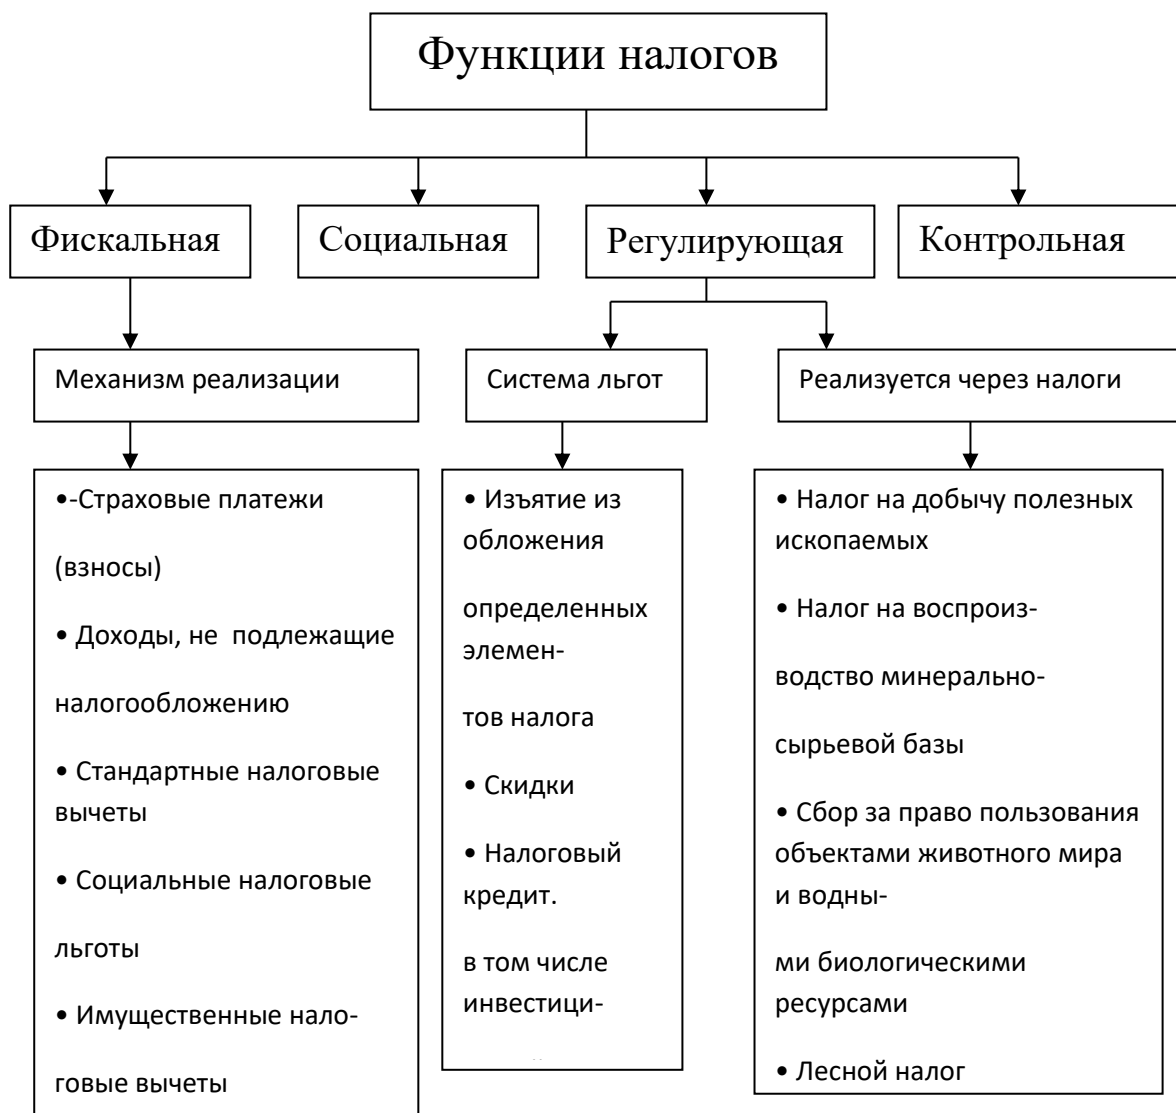 Функции налогов
Фискальная
Социальная
Регулирующая
Контрольная
Механизм реализации
Система льгот
Реализуется через налоги
•-Страховые платежи
(взносы)
• Доходы, не  подлежащие
налогообложению
• Стандартные налоговые
вычеты
• Социальные налоговые
льготы
• Имущественные нало-
говые вычеты
• Изъятие из
обложения
определенных
элемен-
тов налога
• Скидки
• Налоговый
кредит.
в том числе
инвестици-
• Налог на добычу полезных
ископаемых
• Налог на воспроиз-
водство минерально-
сырьевой базы
• Сбор за право пользования
объектами животного мира
и водны-
ми биологическими
ресурсами
• Лесной налог